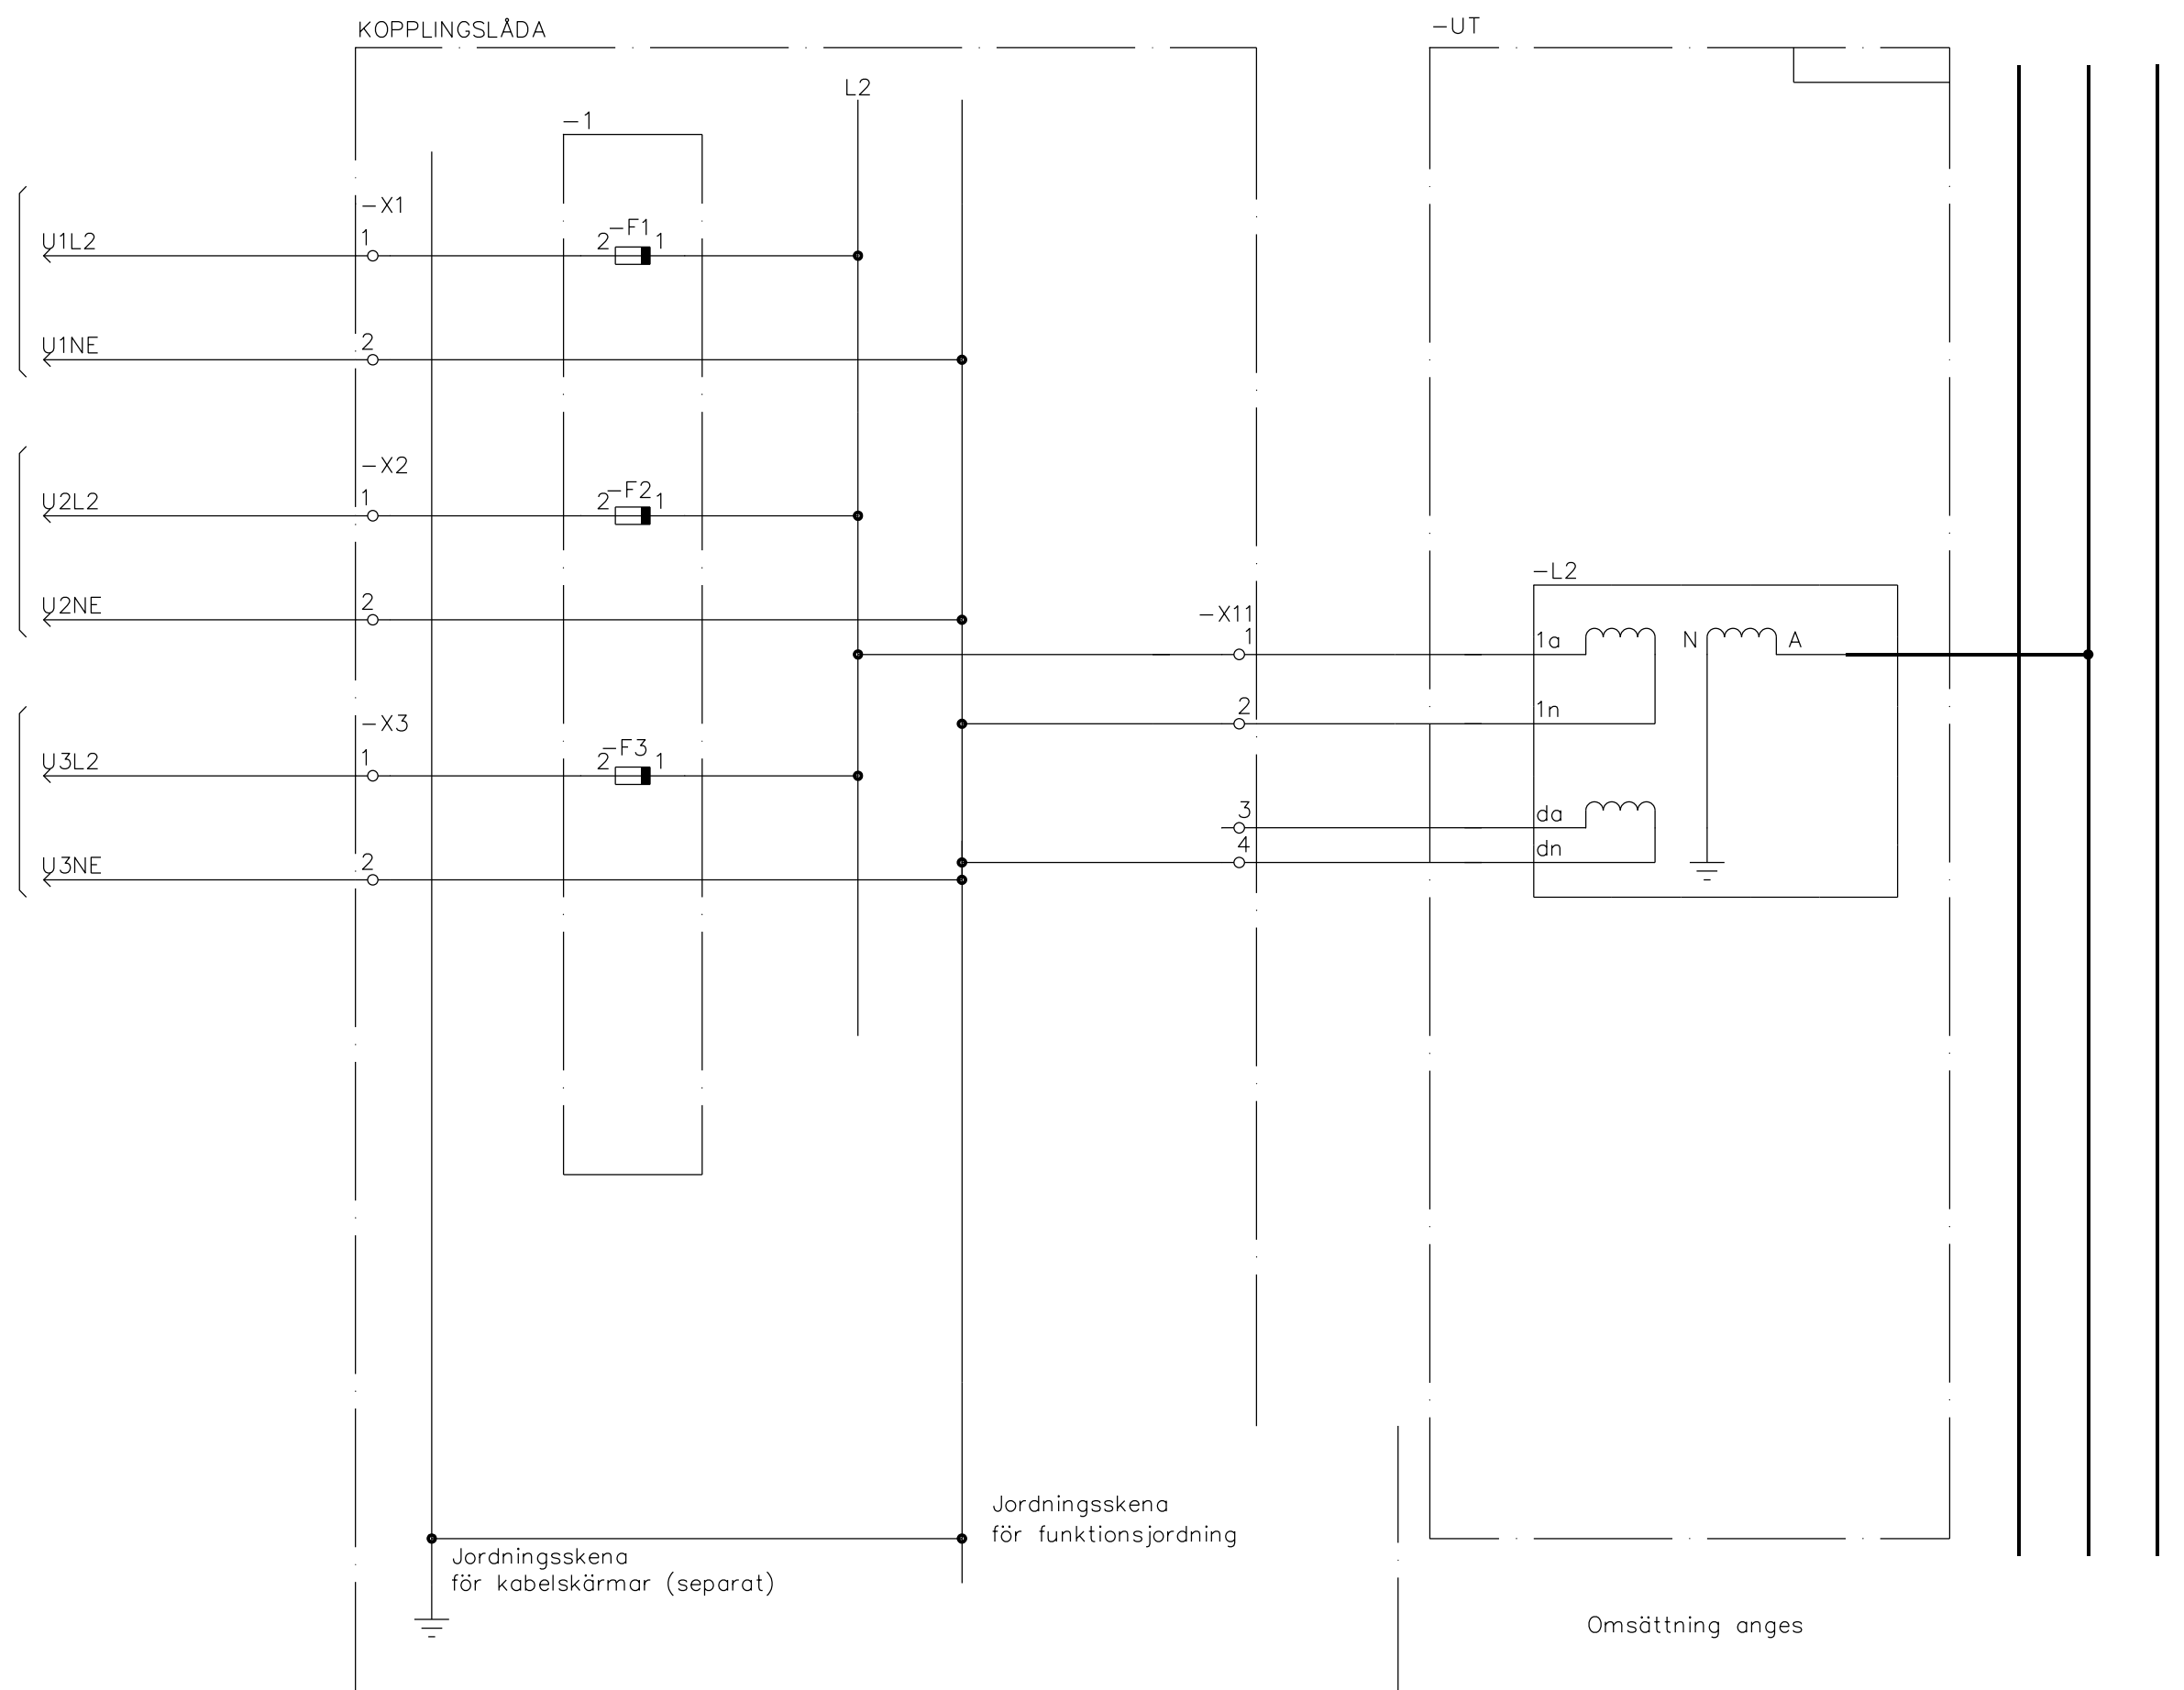 KOPPLINGSLÅDA
-UT
L2
-1
-X1
U1L2
1
2
-F1
1
U1NE
2
-X2
U2L2
1
2
-F2
1
-L2
U2NE
2
-X11
1
1a
N
A
2
1n
-X3
U3L2
1
2
-F3
1
3
da
4
dn
U3NE
2
Jordningsskena
för funktionsjordning
Jordningsskena
för kabelskärmar (separat)
Omsättning anges